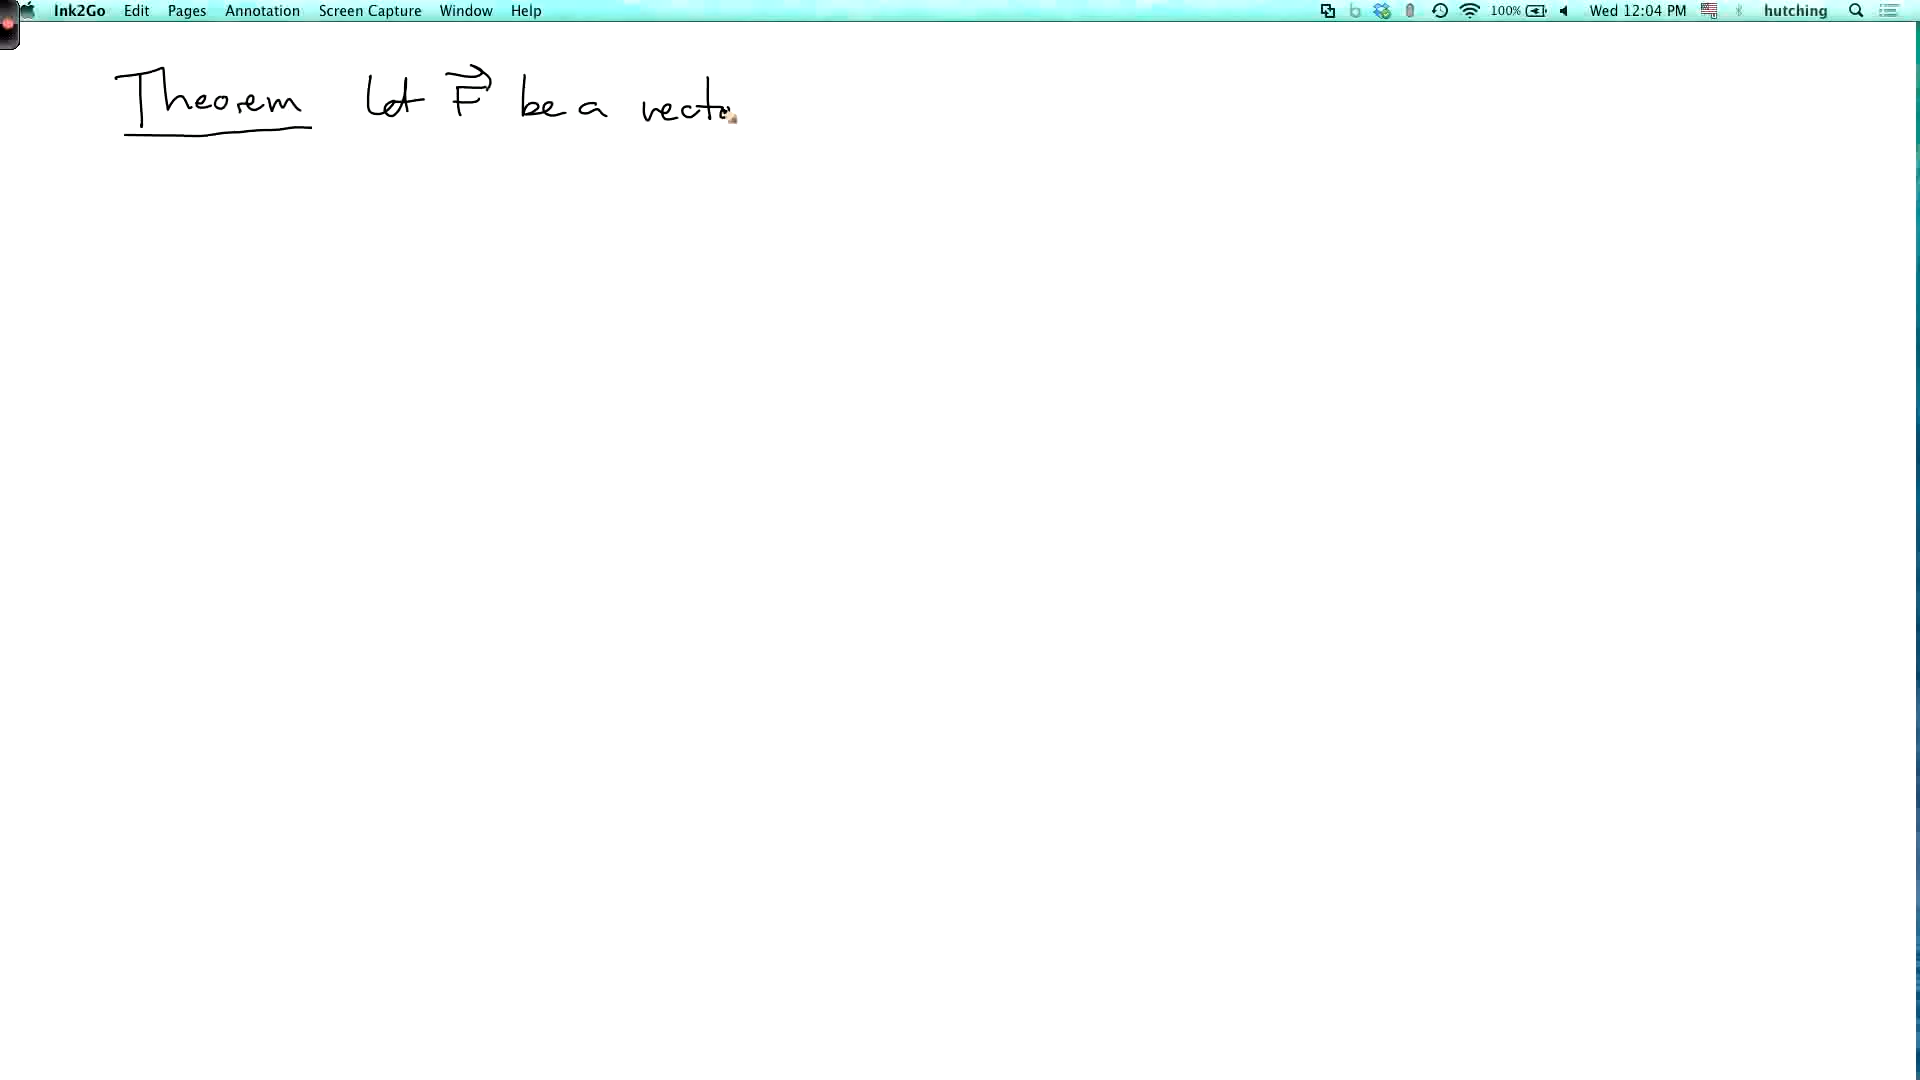 Ink2Go Edit Pages Annotation Screen Capture Window Help 100% Wed 12:04 PM hutching
Theorem Let F⃗ be a vecto